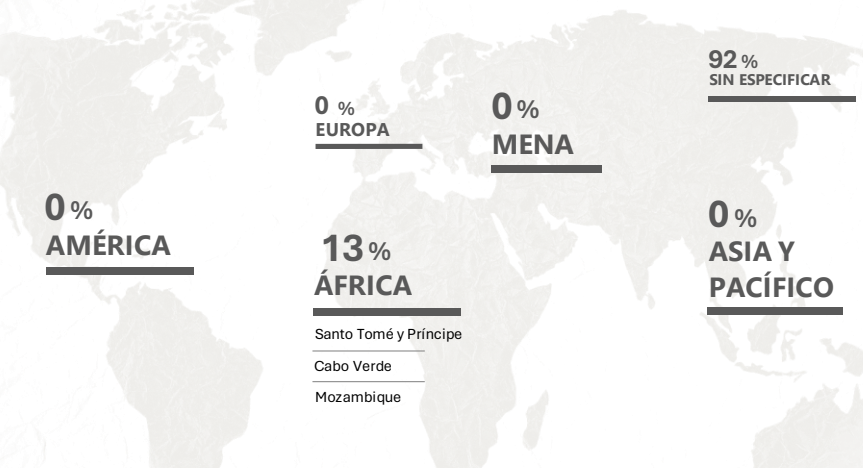 92 %
SIN ESPECIFICAR
0 %
EUROPA
0 %
MENA
0 %
AMÉRICA
13 %
ÁFRICA
Santo Tomé y Príncipe
Cabo Verde
Mozambique
0 %
ASIA Y
PACÍFICO